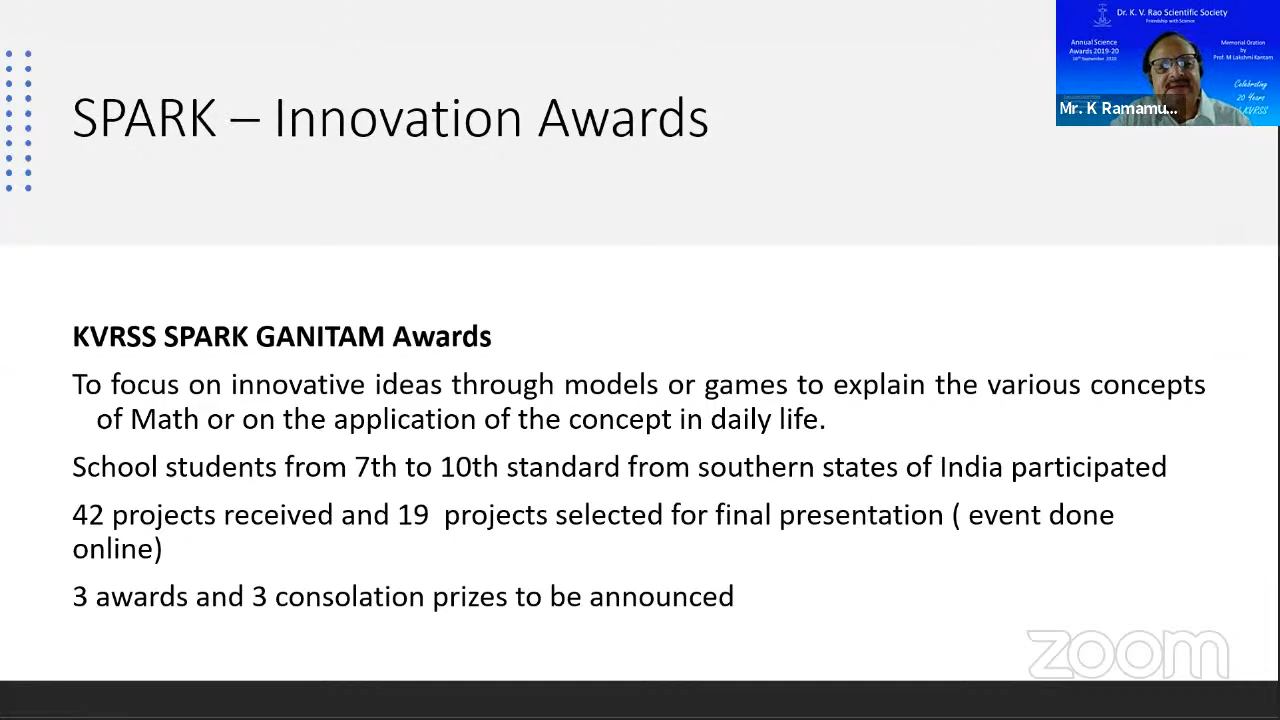 Dr. K. V. Rao Scientific Society
Friendship with Science
Annual Science
Awards 2019-20
Memorial Oration
by
Prof. M Lakshmi Kantam
Celebrating
20 Years
KVRSS
Mr. K Ramamu...
SPARK – Innovation Awards
KVRSS SPARK GANITAM Awards
To focus on innovative ideas through models or games to explain the various concepts
of Math or on the application of the concept in daily life.
School students from 7th to 10th standard from southern states of India participated
42 projects received and 19 projects selected for final presentation ( event done
online)
3 awards and 3 consolation prizes to be announced
zoom